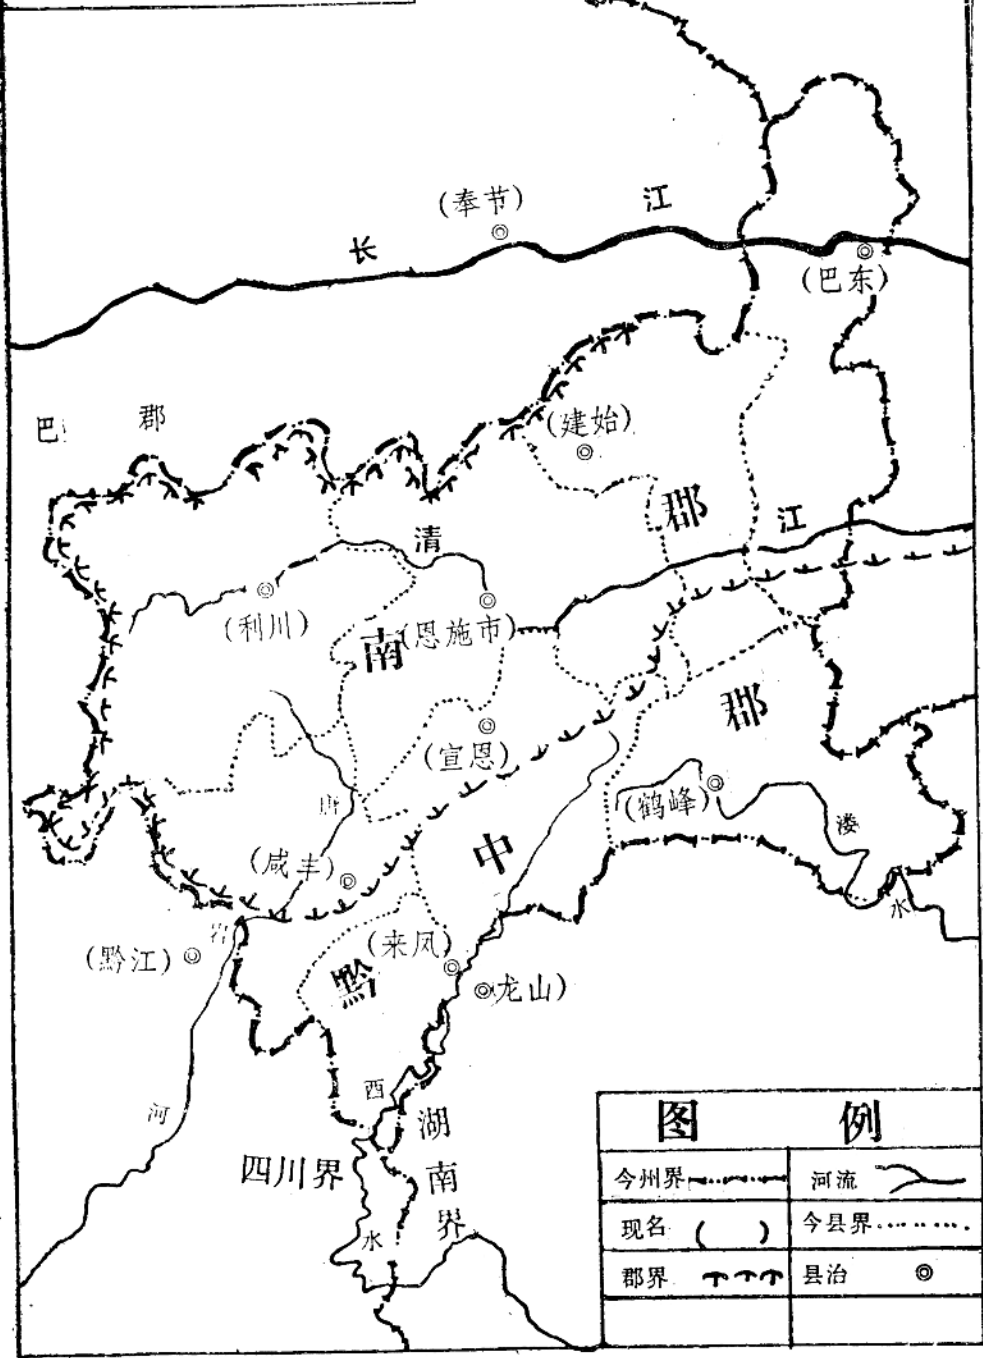 (奉节)
长江
(巴东)
巴郡
(建始)
南郡
清江
(利川)
(恩施市)
(宣恩)
黔中郡
(鹤峰)
溇水
唐岩河
(咸丰)
(黔江)
(来凤)
(龙山)
酉水
四川界
湖南界
图例
今州界
河流
现名 ( )
今县界
郡界
县治